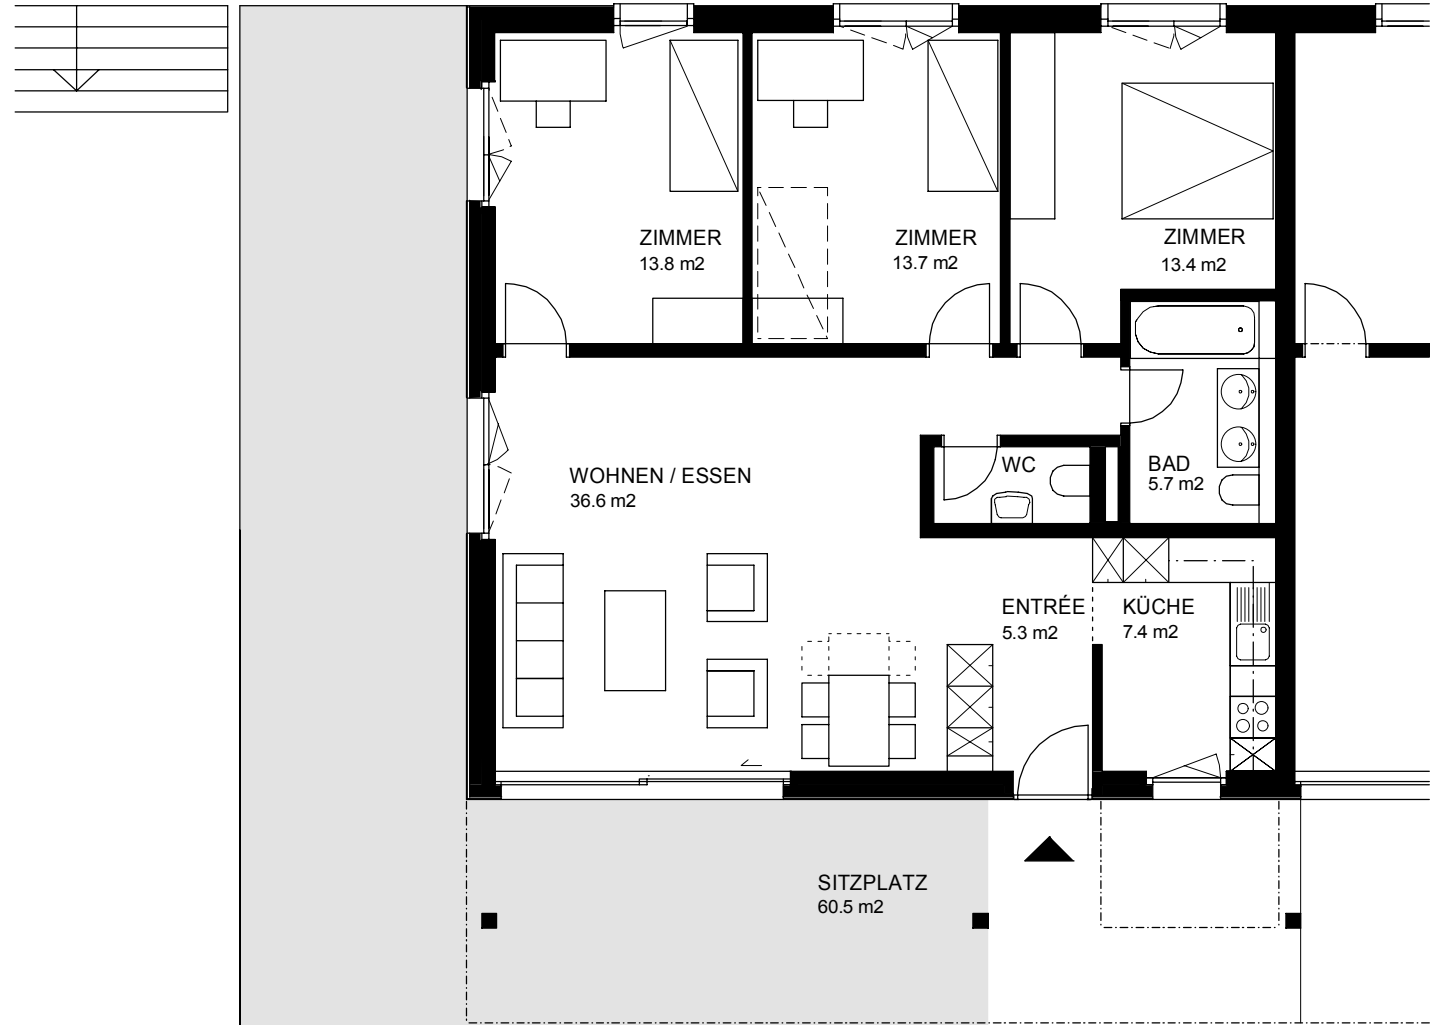 ZIMMER
13.8 m2
ZIMMER
13.7 m2
ZIMMER
13.4 m2
WOHNEN / ESSEN
36.6 m2
WC
BAD
5.7 m2
ENTRÉE
5.3 m2
KÜCHE
7.4 m2
SITZPLATZ
60.5 m2